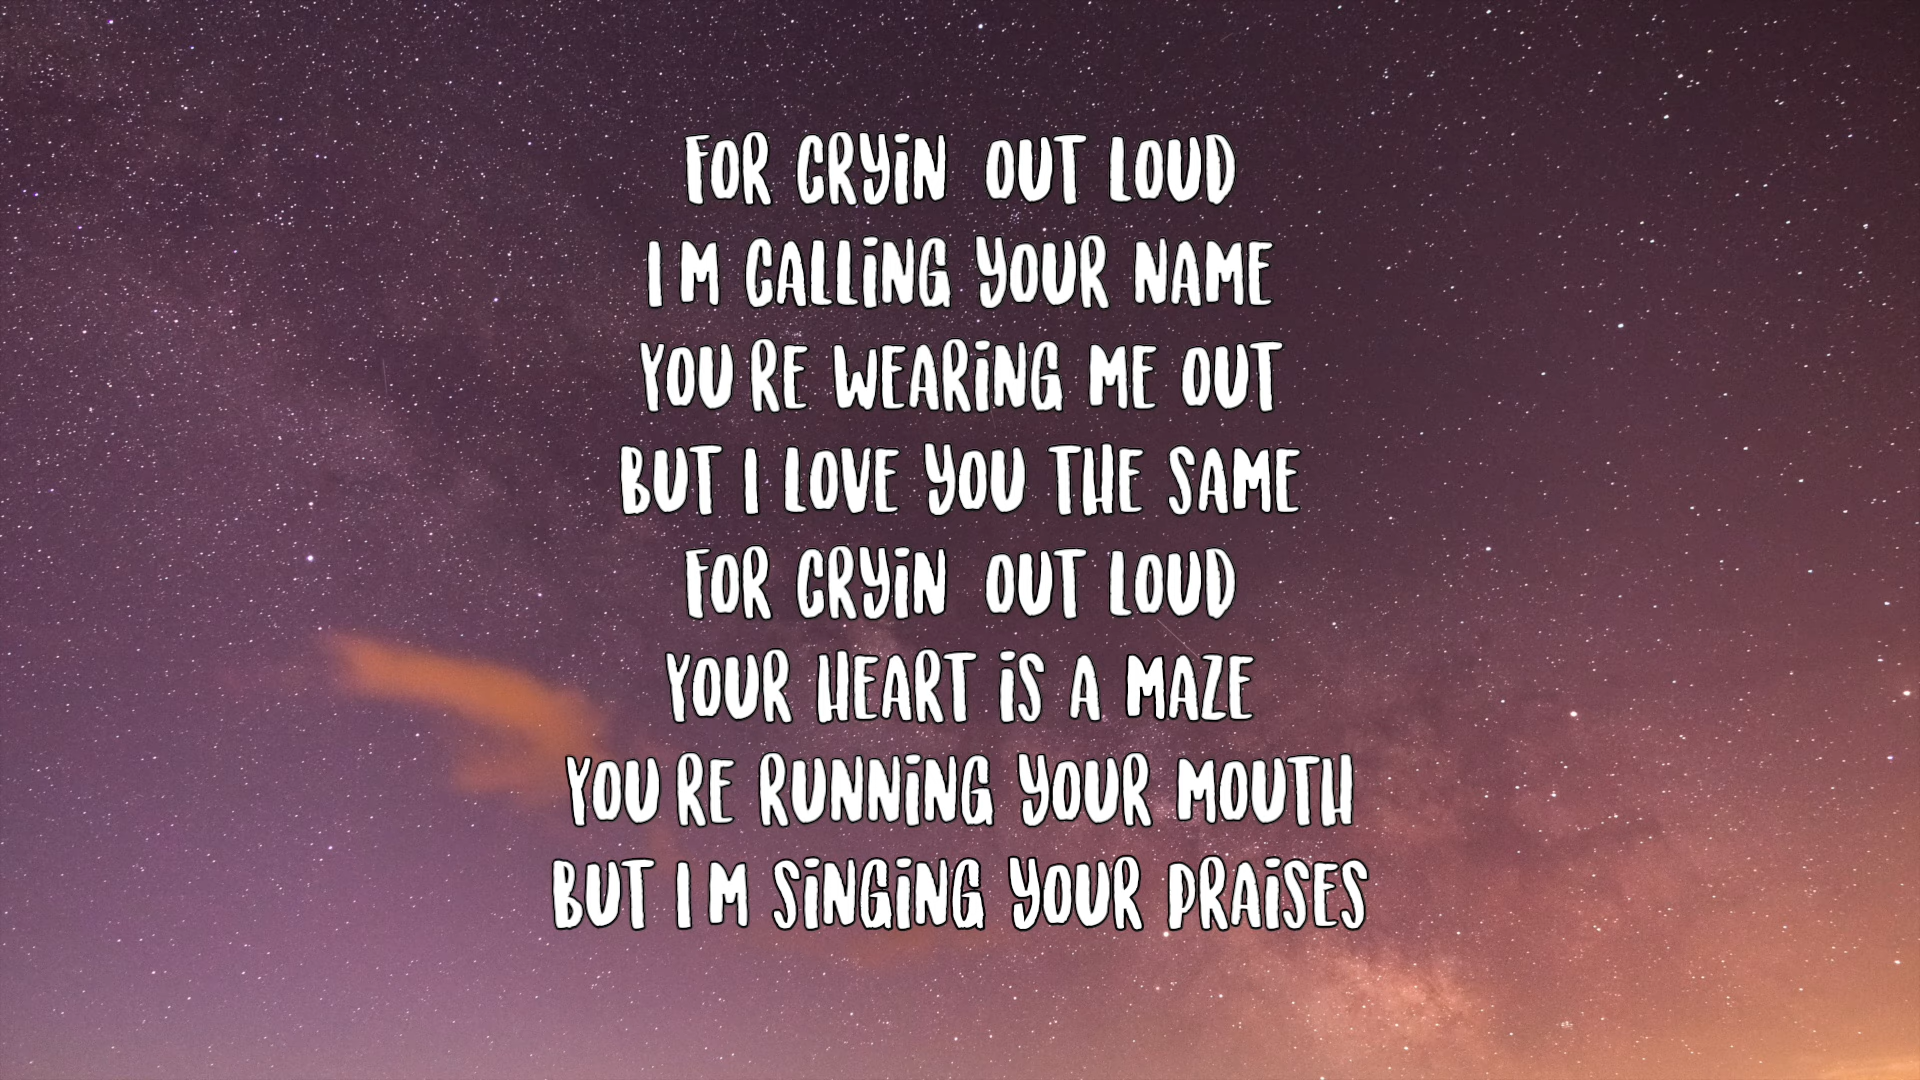 FOR CRYIN OUT LOUD
I M CALLING YOUR NAME
YOU RE WEARING ME OUT
BUT I LOVE YOU THE SAME
FOR CRYIN OUT LOUD
YOUR HEART IS A MAZE
YOU RE RUNNING YOUR MOUTH
BUT I M SINGING YOUR PRAISES